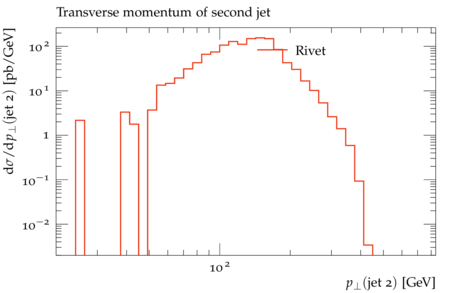 Transverse momentum of second jet
dσ/dp⊥(jet 2) [pb/GeV]
10²
10¹
1
10⁻¹
10⁻²
Rivet
10²
p⊥(jet 2) [GeV]